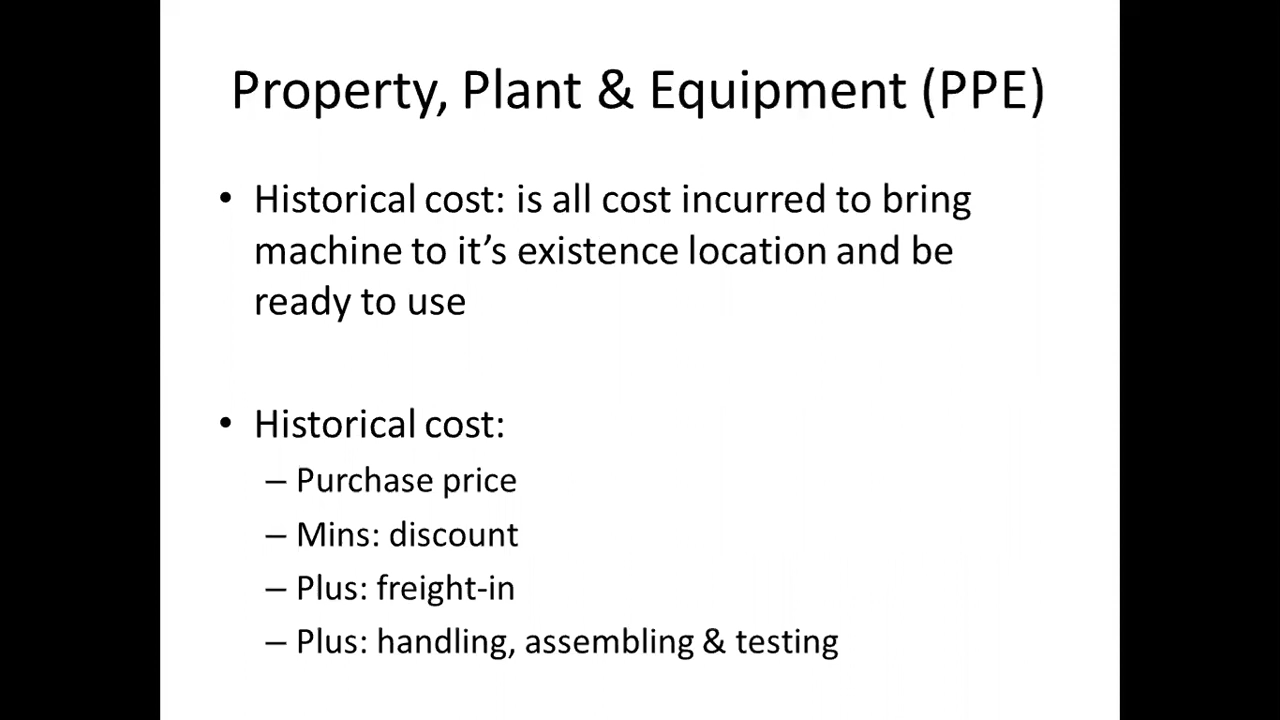 Property, Plant & Equipment (PPE)
• Historical cost: is all cost incurred to bring
machine to it’s existence location and be
ready to use
• Historical cost:
– Purchase price
– Mins: discount
– Plus: freight-in
– Plus: handling, assembling & testing